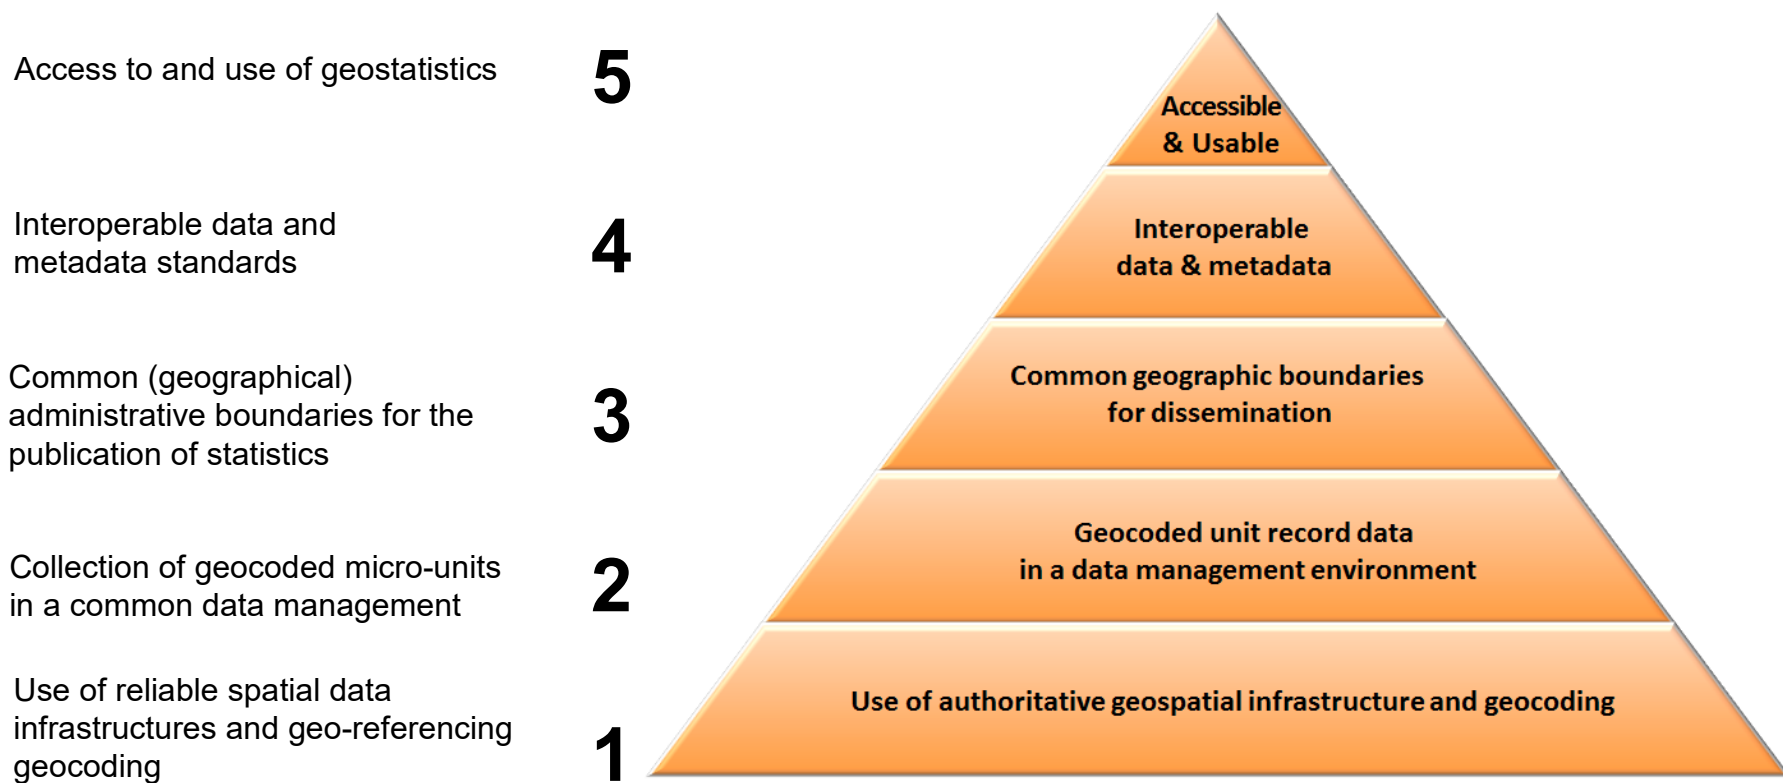 Access to and use of geostatistics
5
Accessible
& Usable
Interoperable data and
metadata standards
4
Interoperable
data & metadata
Common (geographical)
administrative boundaries for the
publication of statistics
3
Common geographic boundaries
for dissemination
Collection of geocoded micro-units
in a common data management
2
Geocoded unit record data
in a data management environment
Use of reliable spatial data
infrastructures and geo-referencing
geocoding
1
Use of authoritative geospatial infrastructure and geocoding